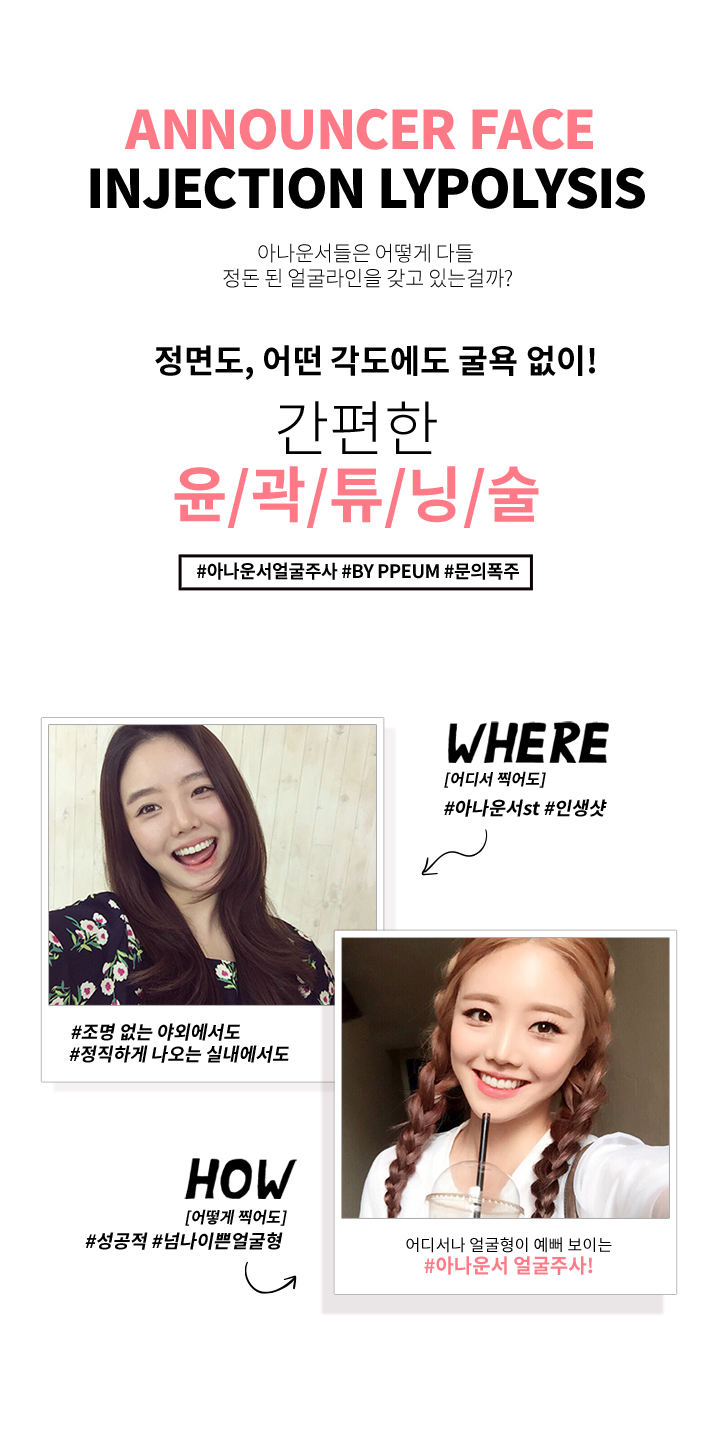 ANNOUNCER FACE
INJECTION LYPOLYSIS
아나운서들은 어떻게 다들
정돈 된 얼굴라인을 갖고 있는걸까?
정면도, 어떤 각도에도 굴욕 없이!
간편한
윤/곽/튜/닝/술
#아나운서얼굴주사 #BY PPEUM #문의폭주
WHERE
[어디서 찍어도]
#아나운서st #인생샷
#조명 없는 야외에서도
#정직하게 나오는 실내에서도
HOW
[어떻게 찍어도]
#성공적 #넘나이쁜얼굴형
어디서나 얼굴형이 예뻐 보이는
#아나운서 얼굴주사!